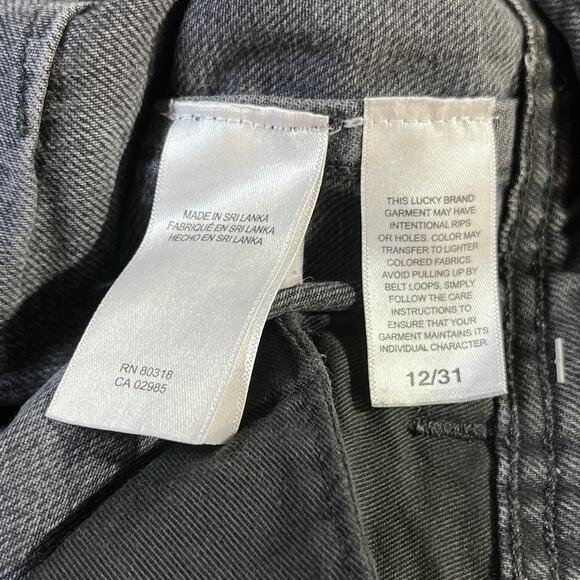 MADE IN SRI LANKA
FABRIQUÉ EN SRI LANKA
HECHO EN SRI LANKA
RN 80318
CA 02985
THIS LUCKY BRAND
GARMENT MAY HAVE
INTENTIONAL RIPS
OR HOLES. COLOR MAY
TRANSFER TO LIGHTER
COLORED FABRICS.
AVOID PULLING UP BY
BELT LOOPS, SIMPLY
FOLLOW THE CARE
INSTRUCTIONS TO
ENSURE THAT YOUR
GARMENT MAINTAINS ITS
INDIVIDUAL CHARACTER.
12/31